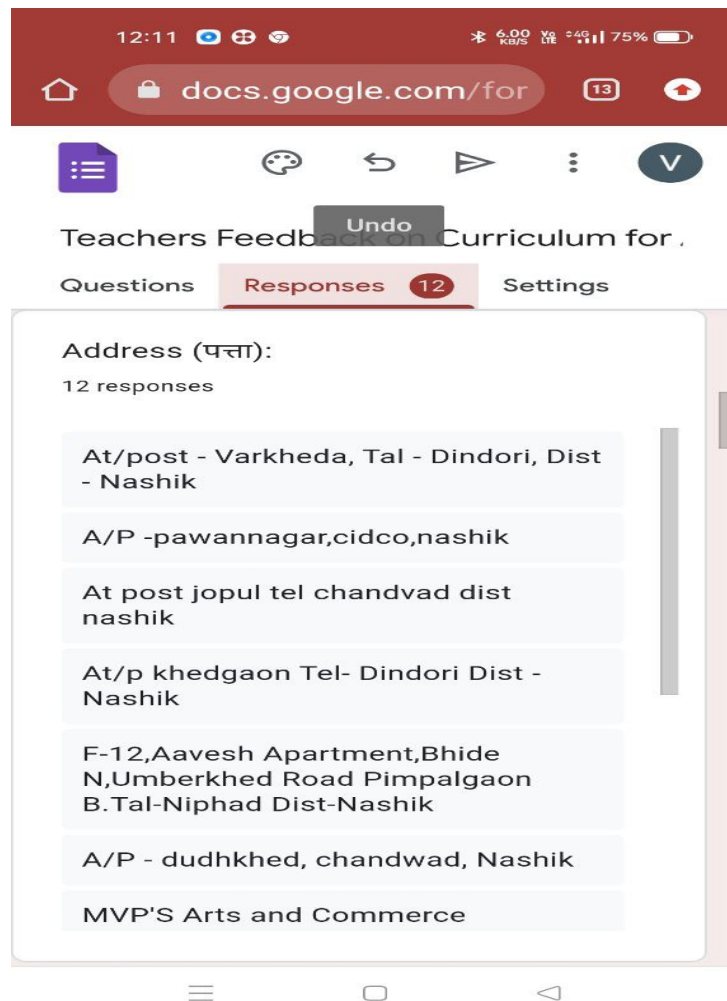 12:11 6.00 KB/S Vo LTE 4G 75%
docs.google.com/for 13
V
Undo
Teachers Feedback on Curriculum for
Questions Responses 12 Settings
Address (पत्ता):
12 responses
At/post - Varkheda, Tal - Dindori, Dist
- Nashik
A/P -pawannagar,cidco,nashik
At post jopul tel chandvad dist
nashik
At/p khedgaon Tel- Dindori Dist -
Nashik
F-12,Aavesh Apartment,Bhide
N,Umberkhed Road Pimpalgaon
B.Tal-Niphad Dist-Nashik
A/P - dudhkhed, chandwad, Nashik
MVP'S Arts and Commerce